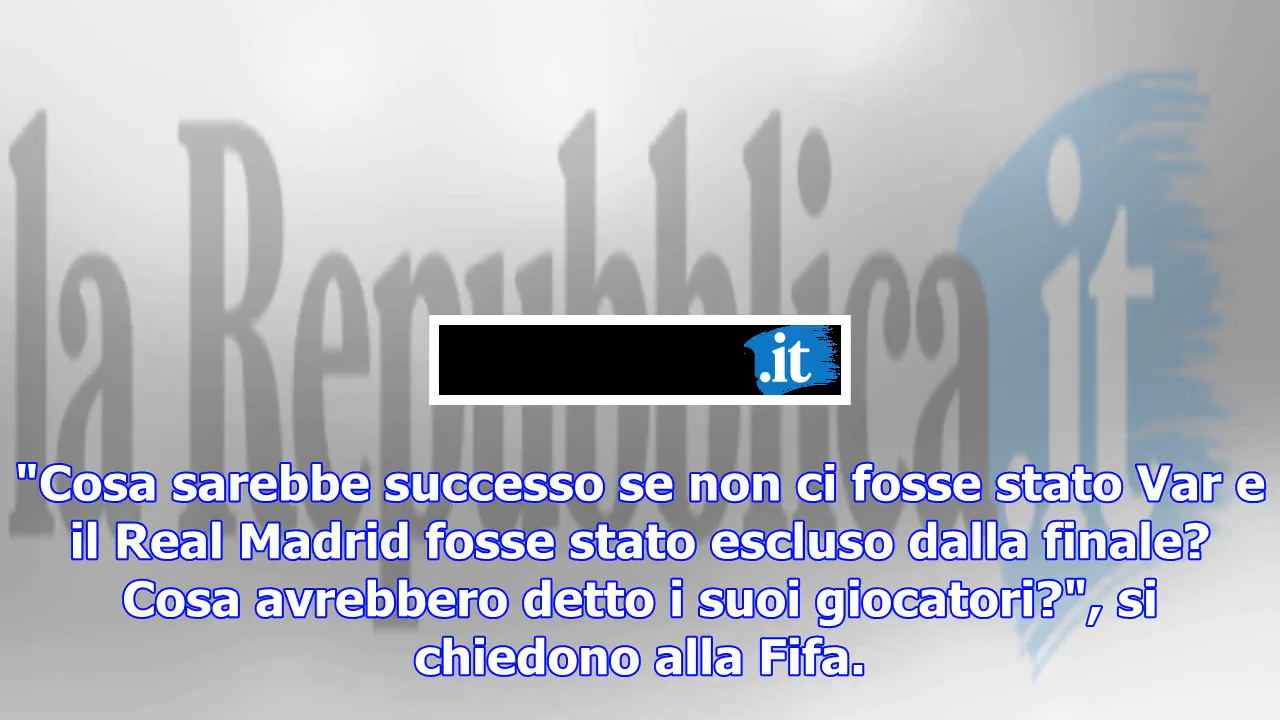 la Repubblica.it
.it
"Cosa sarebbe successo se non ci fosse stato Var e
il Real Madrid fosse stato escluso dalla finale?
Cosa avrebbero detto i suoi giocatori?", si
chiedono alla Fifa.